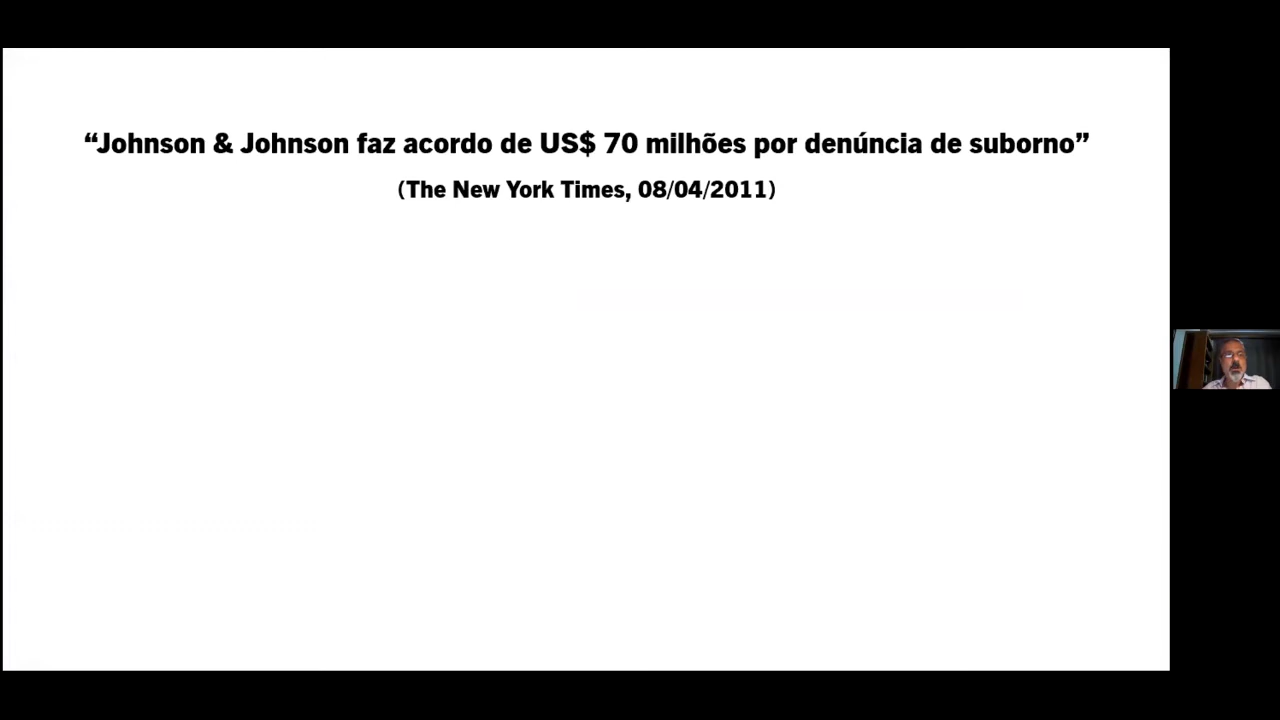 “Johnson & Johnson faz acordo de US$ 70 milhões por denúncia de suborno”
(The New York Times, 08/04/2011)